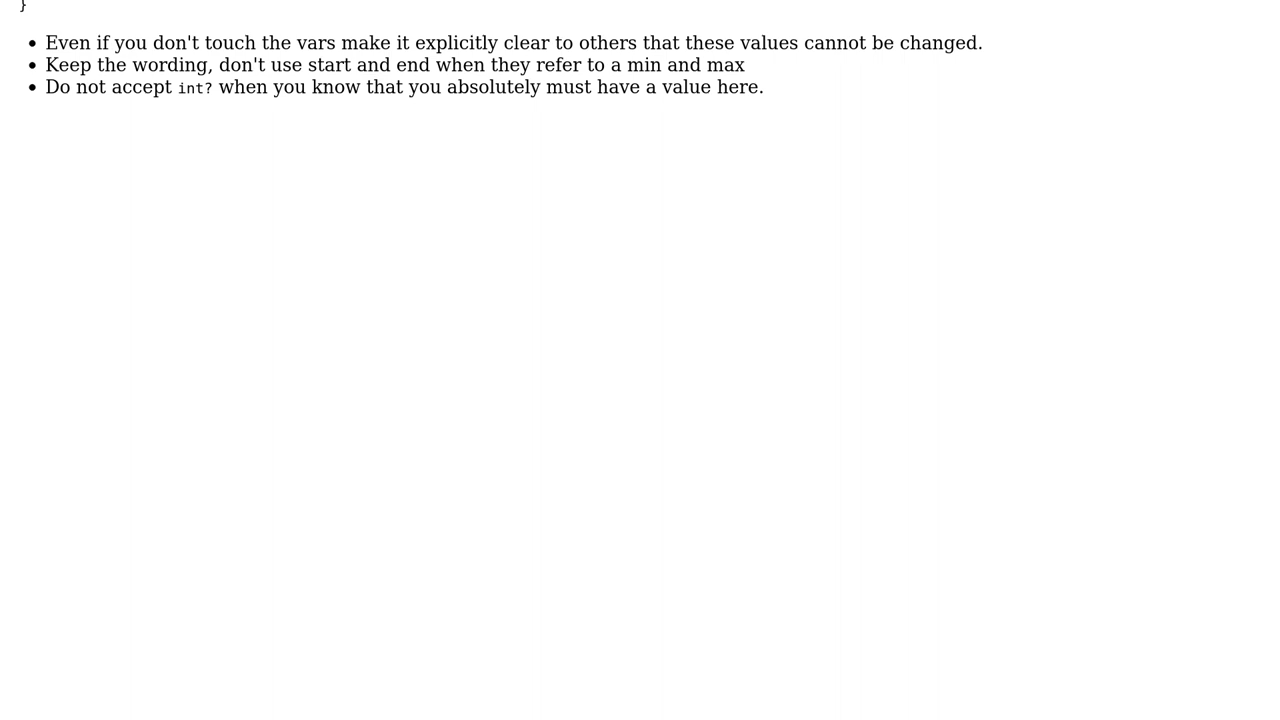 }
• Even if you don't touch the vars make it explicitly clear to others that these values cannot be changed.
• Keep the wording, don't use start and end when they refer to a min and max
• Do not accept int? when you know that you absolutely must have a value here.